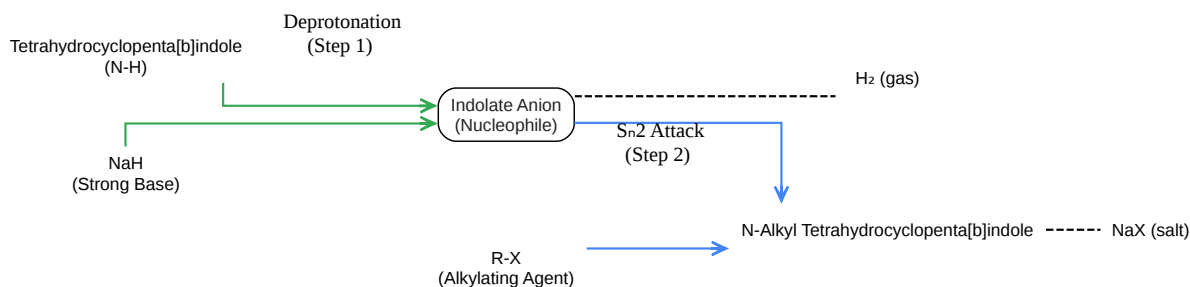 Deprotonation
(Step 1)
Tetrahydrocyclopenta[b]indole
(N-H)
H₂ (gas)
Indolate Anion
(Nucleophile)
Sₙ2 Attack
(Step 2)
NaH
(Strong Base)
N-Alkyl Tetrahydrocyclopenta[b]indole
NaX (salt)
R-X
(Alkylating Agent)